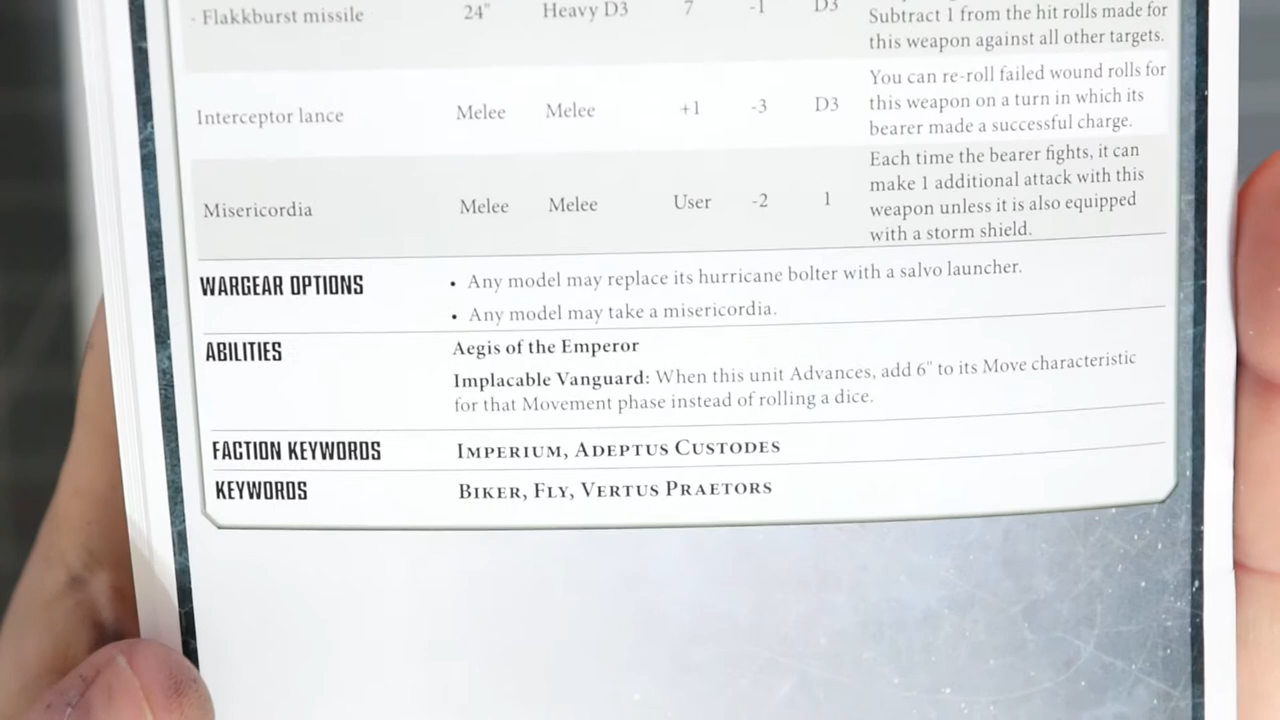 - Flakkburst missile 24" Heavy D3 7 -1 D3
Subtract 1 from the hit rolls made for
this weapon against all other targets.
Interceptor lance Melee Melee +1 -3 D3 You can re-roll failed wound rolls for
this weapon on a turn in which its
bearer made a successful charge.
Misericordia Melee Melee User -2 1 Each time the bearer fights, it can
make 1 additional attack with this
weapon unless it is also equipped
with a storm shield.
WARGEAR OPTIONS • Any model may replace its hurricane bolter with a salvo launcher.
• Any model may take a misericordia.
ABILITIES Aegis of the Emperor
Implacable Vanguard: When this unit Advances, add 6" to its Move characteristic
for that Movement phase instead of rolling a dice.
FACTION KEYWORDS IMPERIUM, ADEPTUS CUSTODES
KEYWORDS BIKER, FLY, VERTUS PRAETORS